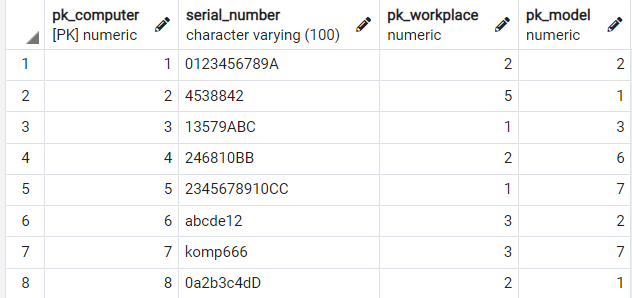 pk_computer serial_number pk_workplace pk_model
[PK] numeric character varying (100) numeric numeric
1 1 0123456789A 2 2
2 2 4538842 5 1
3 3 13579ABC 1 3
4 4 246810BB 2 6
5 5 2345678910CC 1 7
6 6 abcde12 3 2
7 7 komp666 3 7
8 8 0a2b3c4dD 2 1